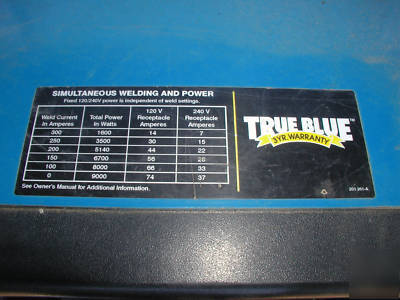 SIMULTANEOUS WELDING AND POWER
Fixed 120/240V power is independent of weld settings.
Weld Current in Amperes | Total Power in Watts | 120 V Receptacle Amperes | 240 V Receptacle Amperes
300 1600 14 7
250 3500 30 15
200 5140 44 22
150 6700 56 28
100 8000 66 33
0 9000 74 37
See Owner's Manual for Additional Information.
TRUE BLUE™
3YR. WARRANTY